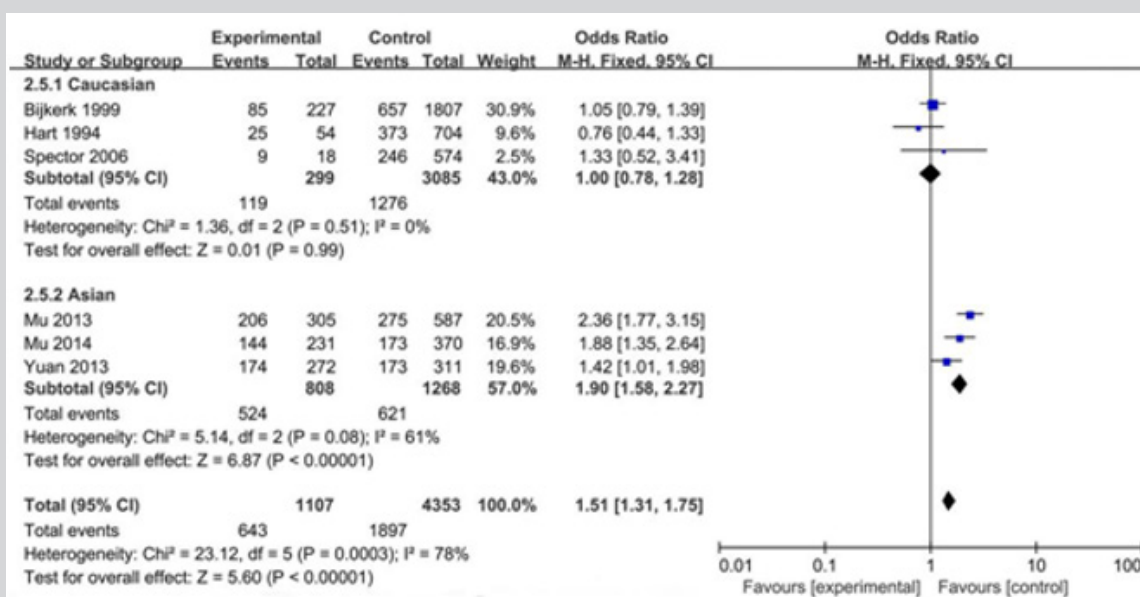 Experimental Control Odds Ratio Odds Ratio
Study or Subgroup Events Total Events Total Weight M-H, Fixed, 95% CI M-H, Fixed, 95% CI
2.5.1 Caucasian
Bijkerk 1999 85 227 657 1807 30.9% 1.05 [0.79, 1.39]
Hart 1994 25 54 373 704 9.6% 0.76 [0.44, 1.33]
Spector 2006 9 18 246 574 2.5% 1.33 [0.52, 3.41]
Subtotal (95% CI) 299 3085 43.0% 1.00 [0.78, 1.28]
Total events 119 1276
Heterogeneity: Chi² = 1.36, df = 2 (P = 0.51); I² = 0%
Test for overall effect: Z = 0.01 (P = 0.99)
2.5.2 Asian
Mu 2013 206 305 275 587 20.5% 2.36 [1.77, 3.15]
Mu 2014 144 231 173 370 16.9% 1.88 [1.35, 2.64]
Yuan 2013 174 272 173 311 19.6% 1.42 [1.01, 1.98]
Subtotal (95% CI) 808 1268 57.0% 1.90 [1.58, 2.27]
Total events 524 621
Heterogeneity: Chi² = 5.14, df = 2 (P = 0.08); I² = 61%
Test for overall effect: Z = 6.87 (P < 0.00001)
Total (95% CI) 1107 4353 100.0% 1.51 [1.31, 1.75]
Total events 643 1897
Heterogeneity: Chi² = 23.12, df = 5 (P = 0.0003); I² = 78%
Test for overall effect: Z = 5.60 (P < 0.00001)
0.01 0.1 1 10 100
Favours [experimental] Favours [control]